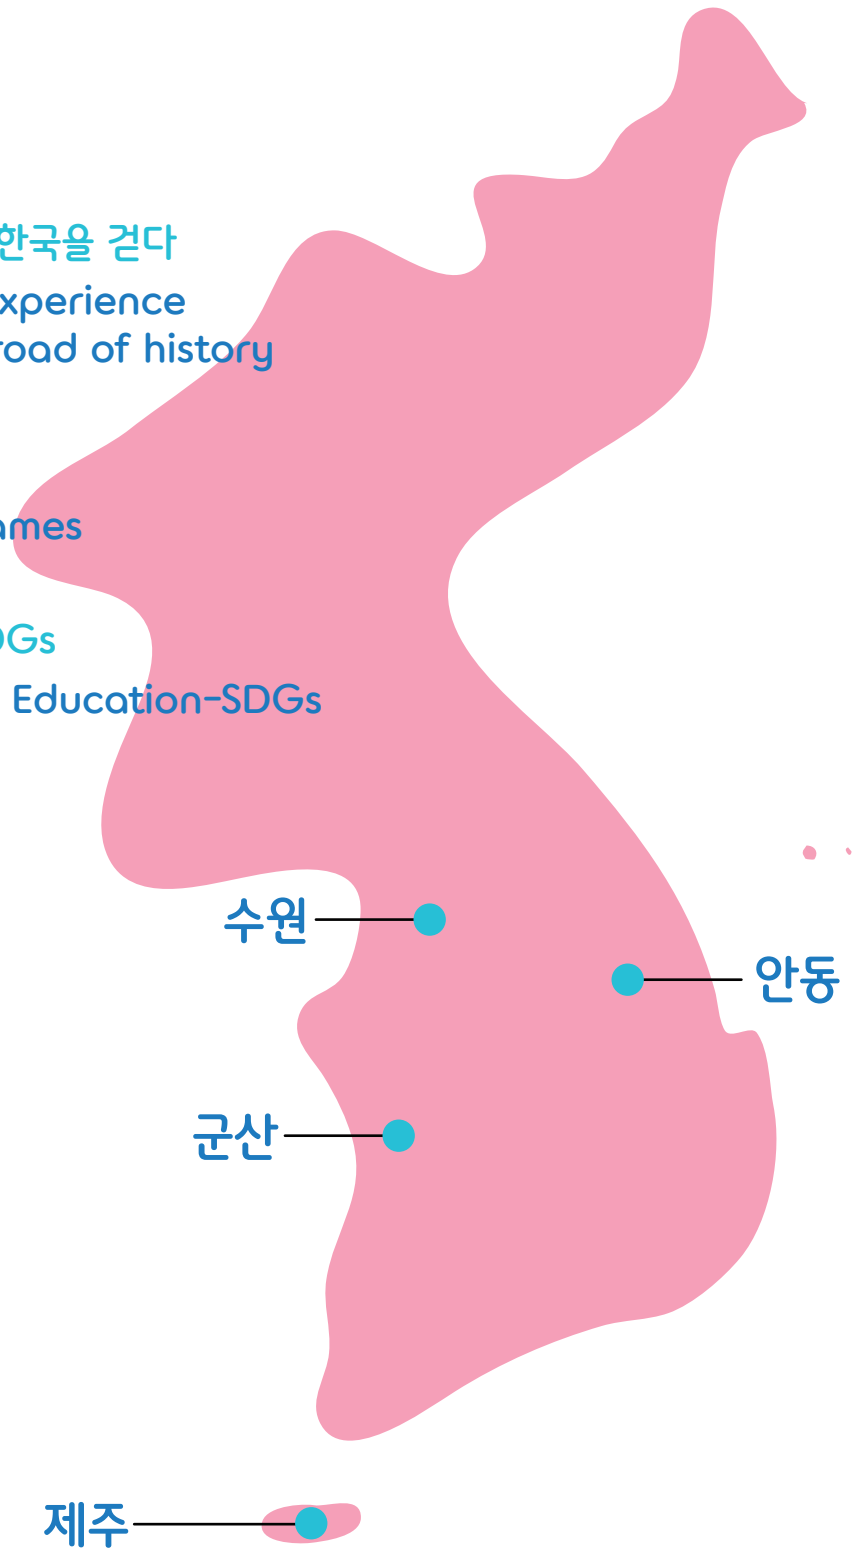 한국을 걷다
xperience
road of history
ames
DGs
Education-SDGs
수원
안동
군산
제주